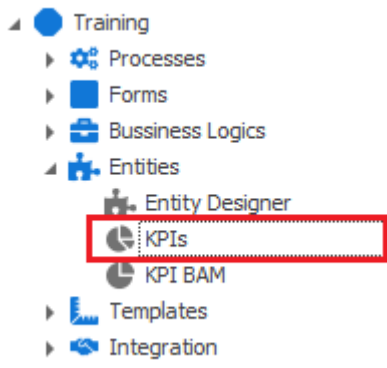 Training
Processes
Forms
Bussiness Logics
Entities
Entity Designer
KPIs
KPI BAM
Templates
Integration